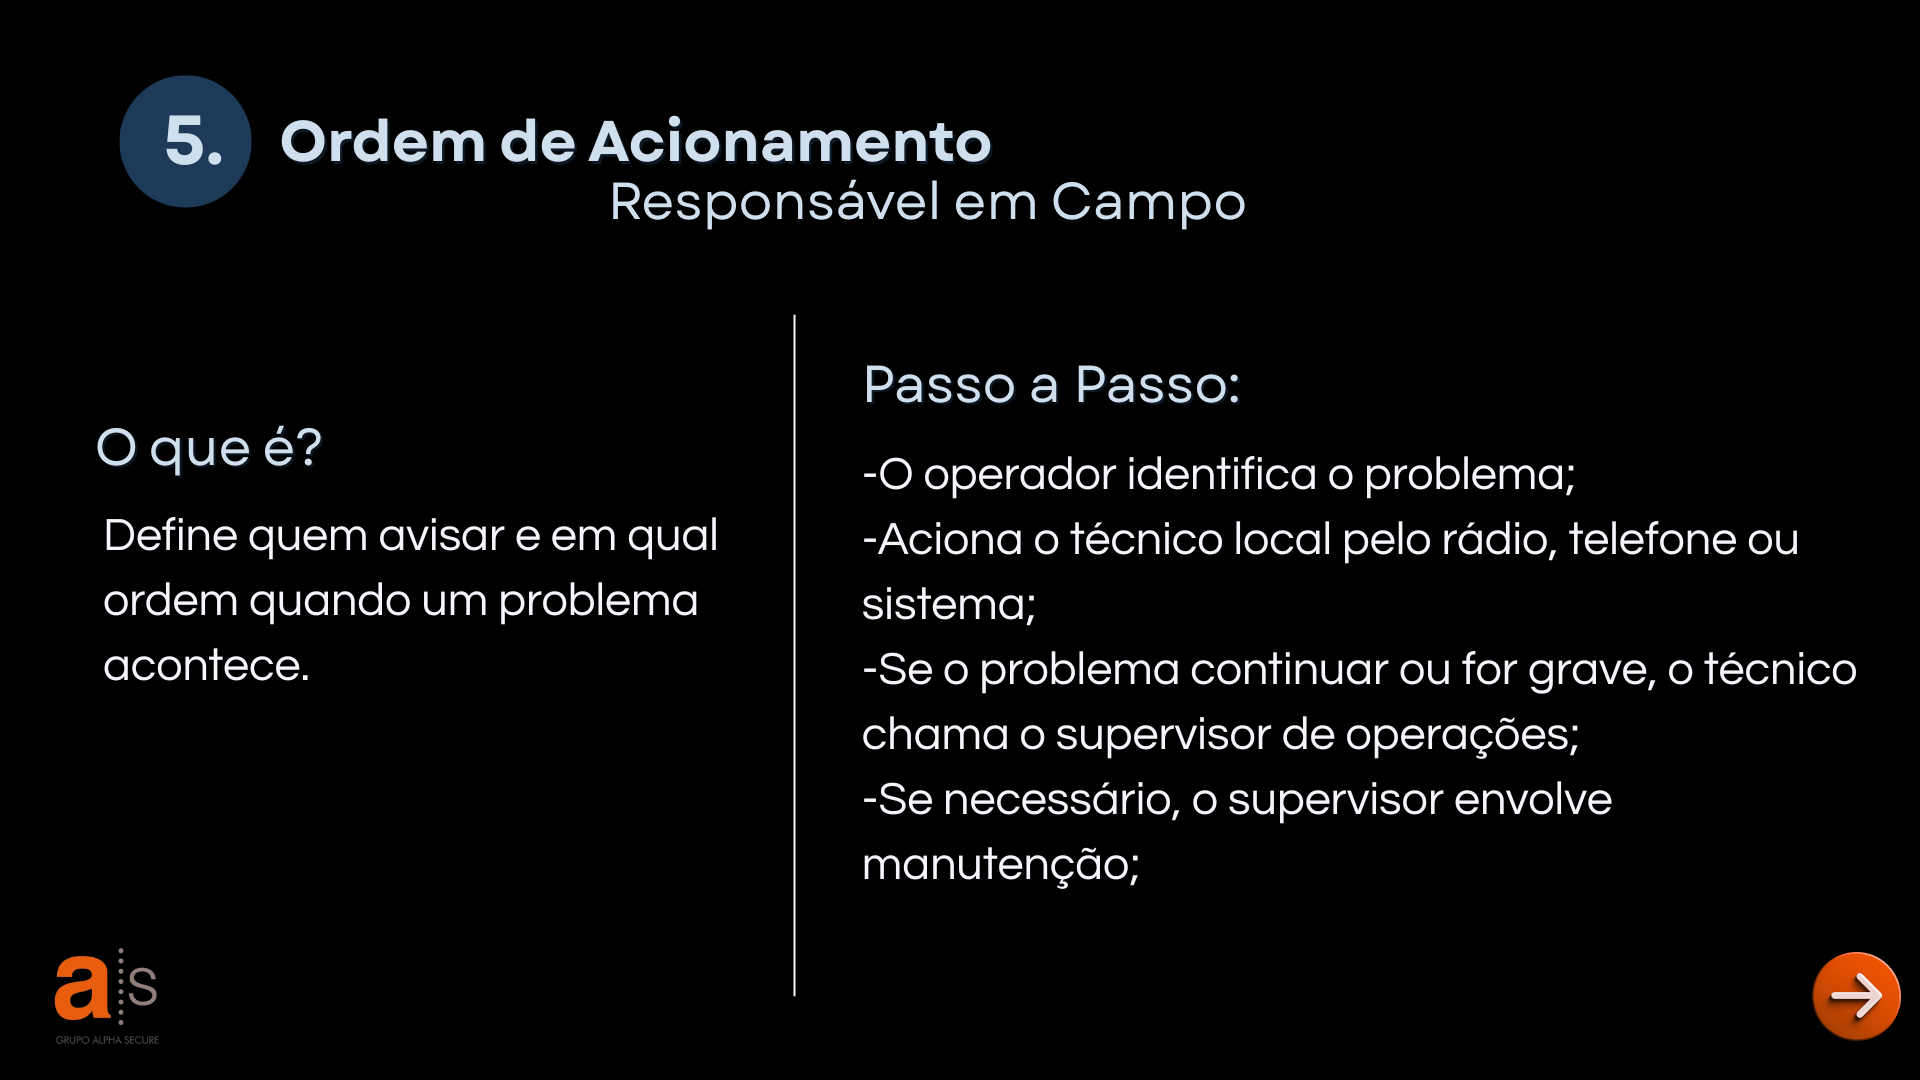 5. Ordem de Acionamento
Responsável em Campo
O que é?
Define quem avisar e em qual
ordem quando um problema
acontece.
Passo a Passo:
-O operador identifica o problema;
-Aciona o técnico local pelo rádio, telefone ou
sistema;
-Se o problema continuar ou for grave, o técnico
chama o supervisor de operações;
-Se necessário, o supervisor envolve
manutenção;
a s
GRUPO ALPHA SECURE